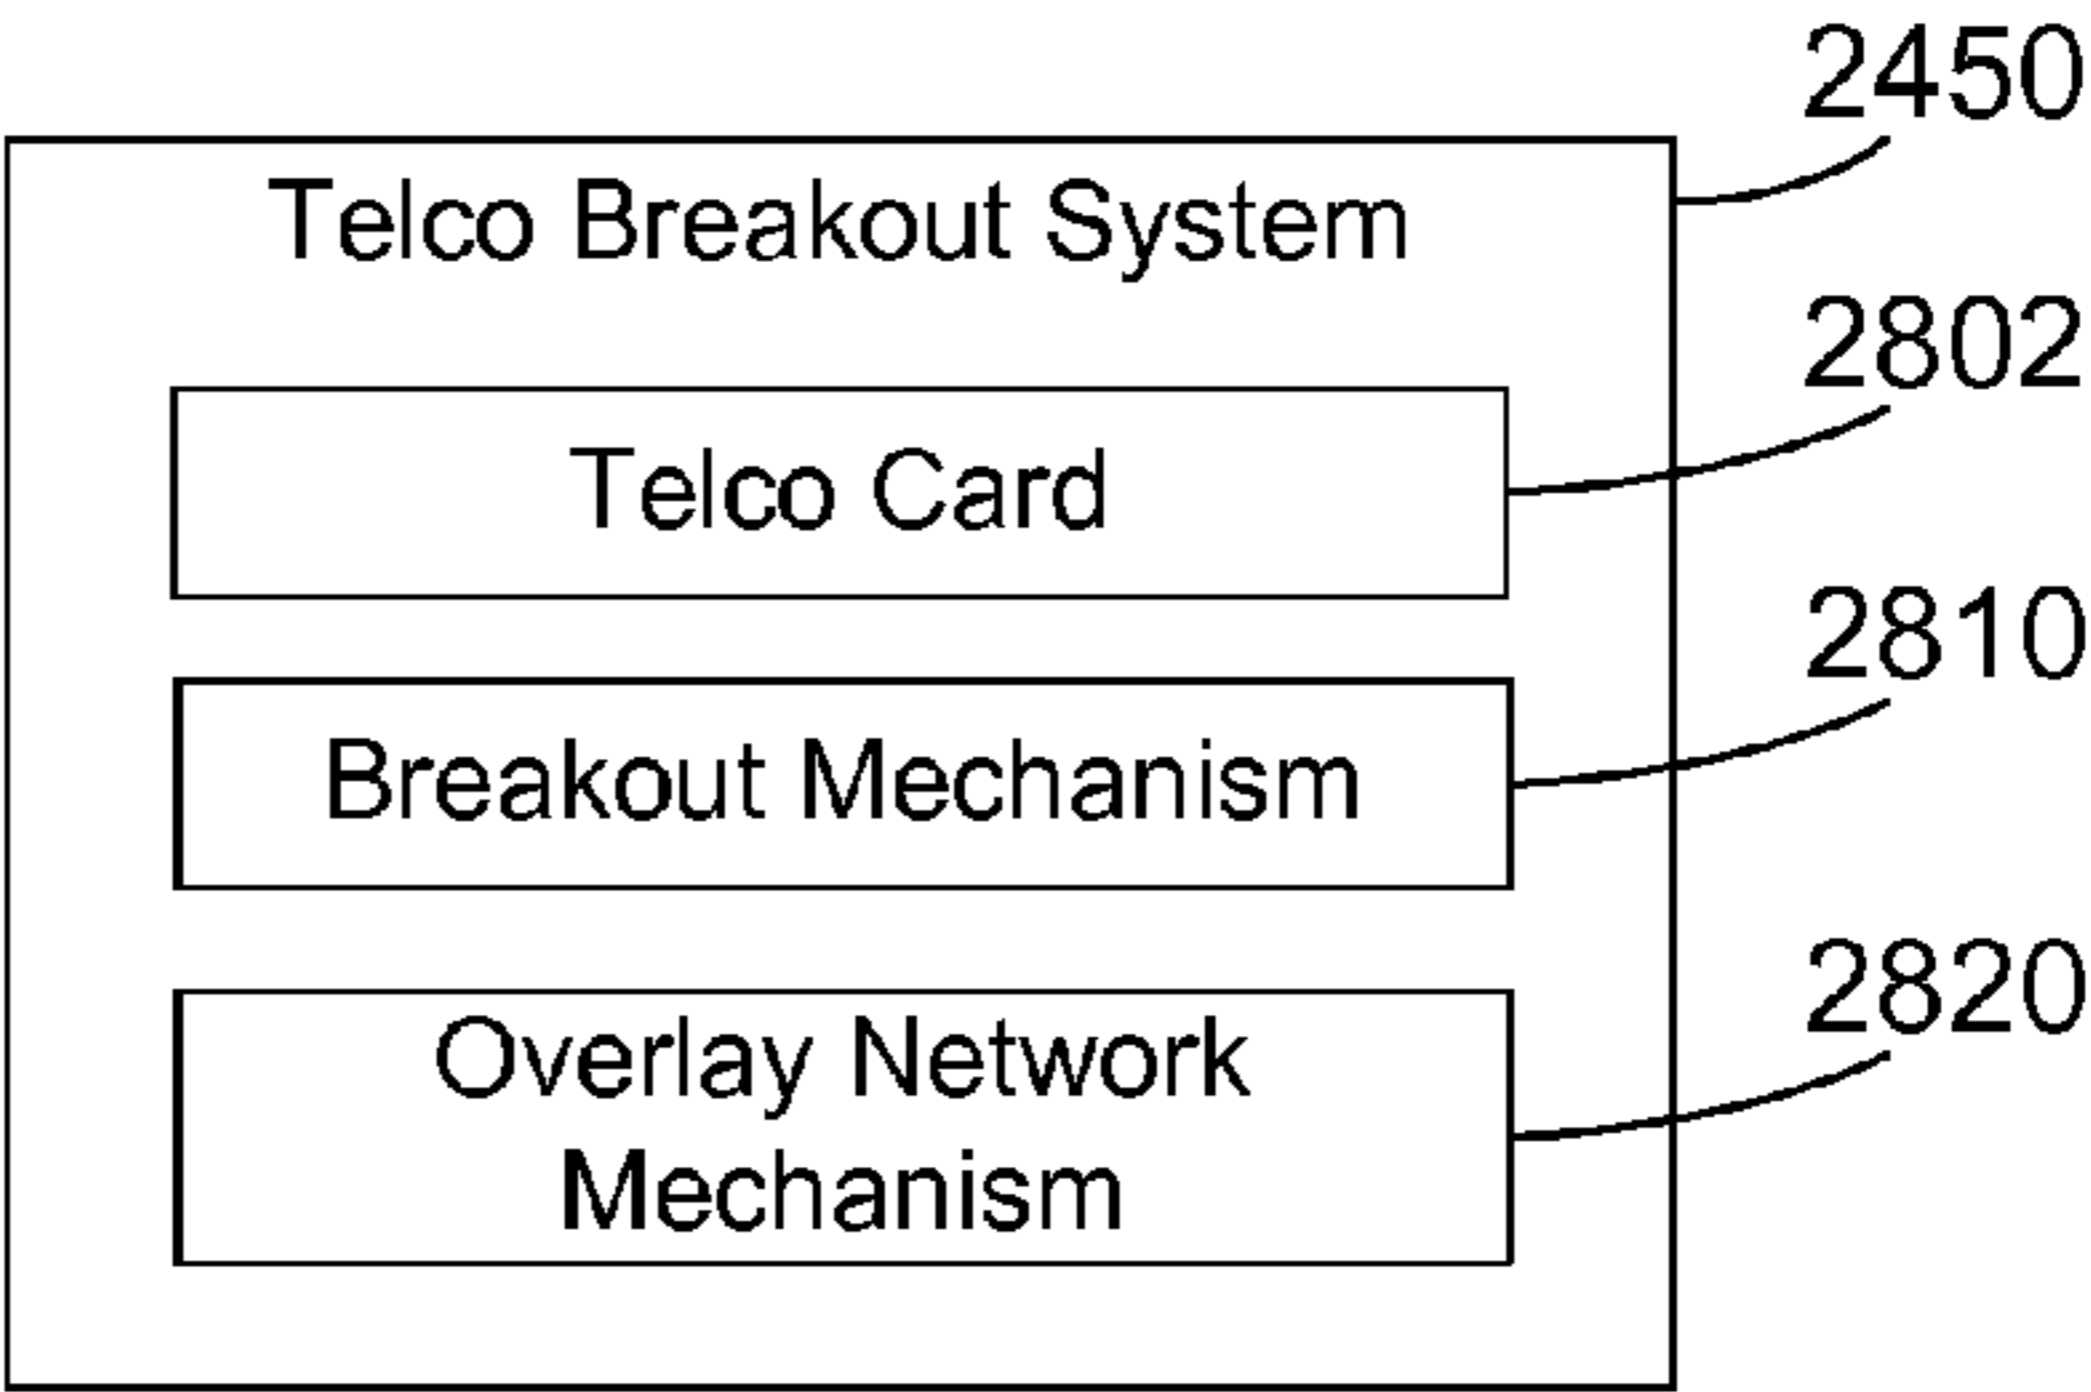 2450
Telco Breakout System
2802
Telco Card
2810
Breakout Mechanism
2820
Overlay Network
Mechanism